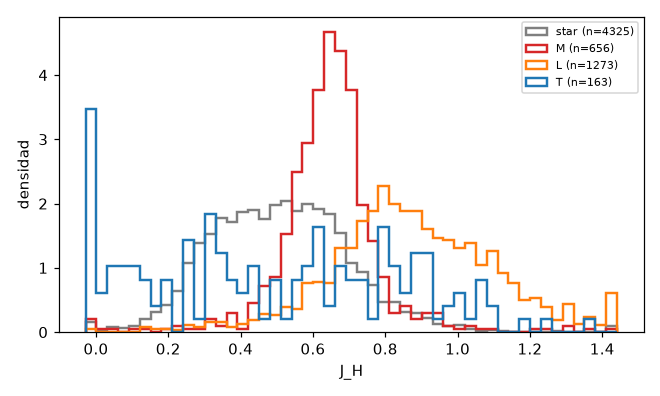 star (n=4325)
M (n=656)
L (n=1273)
T (n=163)
densidad
4
3
2
1
0
0.0 0.2 0.4 0.6 0.8 1.0 1.2 1.4
J_H